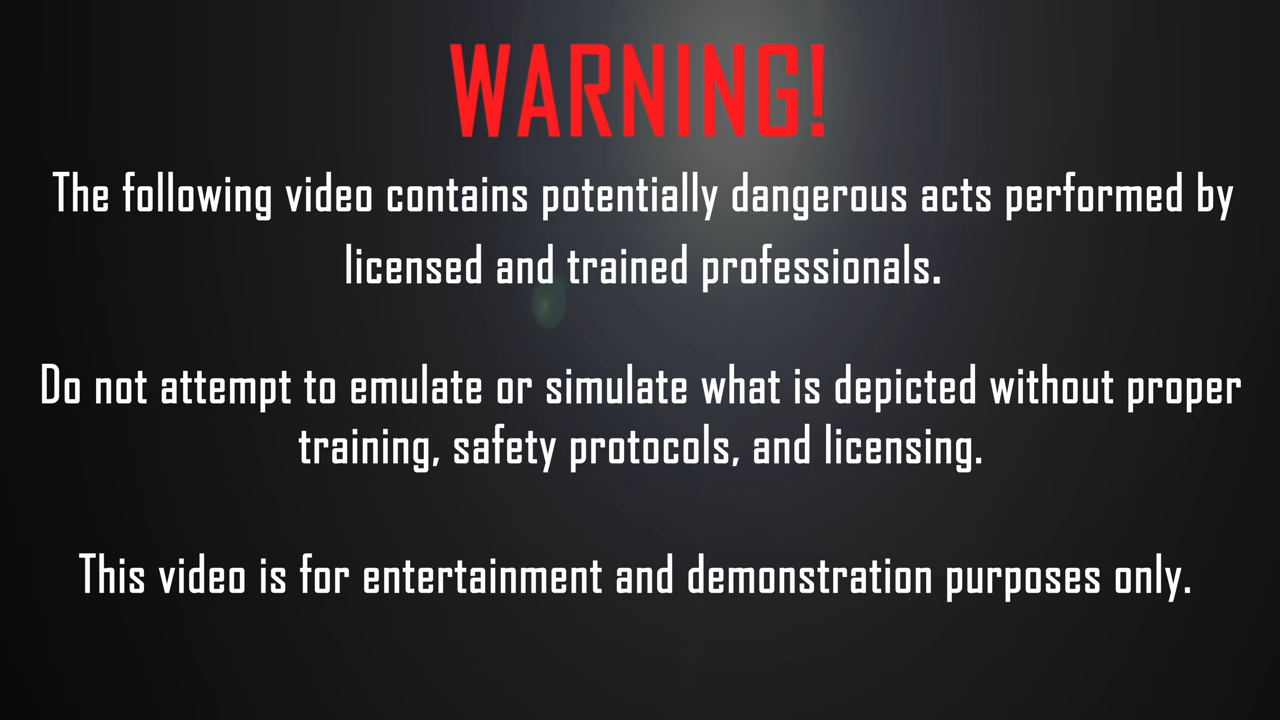 WARNING!
The following video contains potentially dangerous acts performed by
licensed and trained professionals.
Do not attempt to emulate or simulate what is depicted without proper
training, safety protocols, and licensing.
This video is for entertainment and demonstration purposes only.